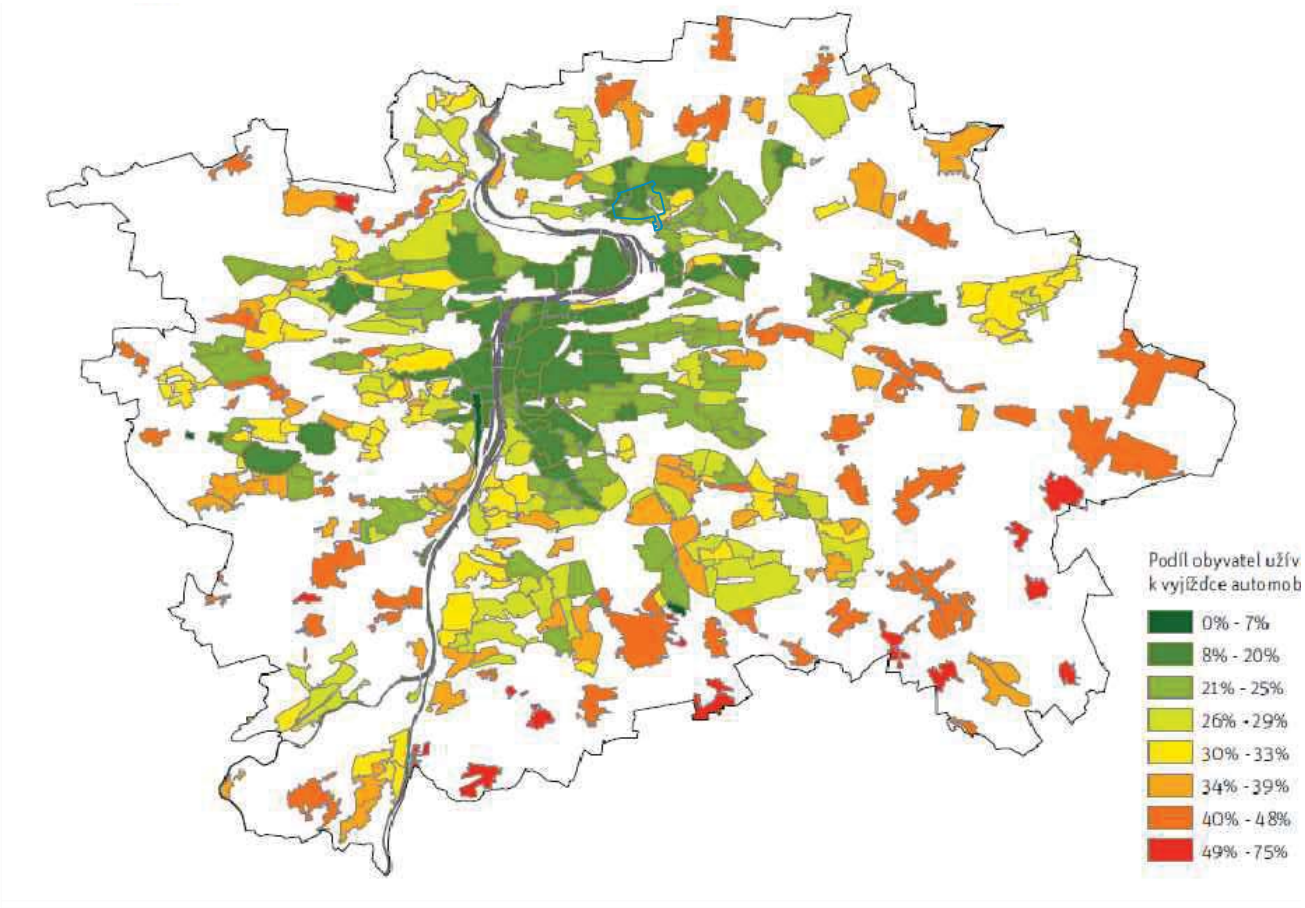 Podíl obyvatel užív
k vyjížďce automob
0% - 7%
8% - 20%
21% - 25%
26% - 29%
30% - 33%
34% - 39%
40% - 48%
49% - 75%